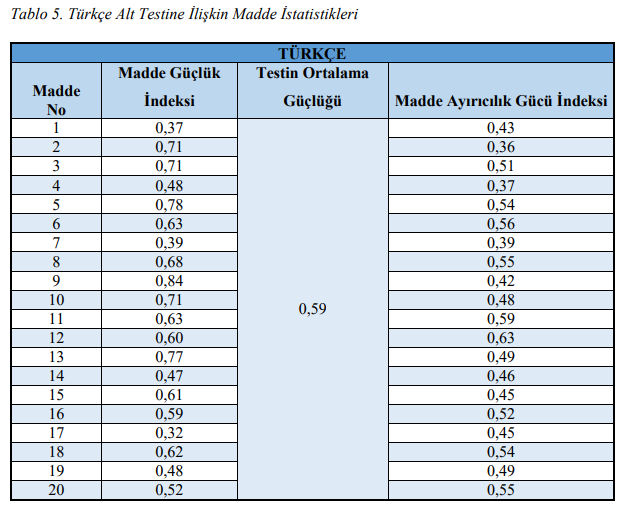 Tablo 5. Türkçe Alt Testine İlişkin Madde İstatistikleri
TÜRKÇE
Madde No Madde Güçlük İndeksi Testin Ortalama Güçlüğü Madde Ayırıcılık Gücü İndeksi
1 0,37 0,43
2 0,71 0,36
3 0,71 0,51
4 0,48 0,37
5 0,78 0,54
6 0,63 0,56
7 0,39 0,39
8 0,68 0,55
9 0,84 0,42
10 0,71 0,48
0,59
11 0,63 0,59
12 0,60 0,63
13 0,77 0,49
14 0,47 0,46
15 0,61 0,45
16 0,59 0,52
17 0,32 0,45
18 0,62 0,54
19 0,48 0,49
20 0,52 0,55